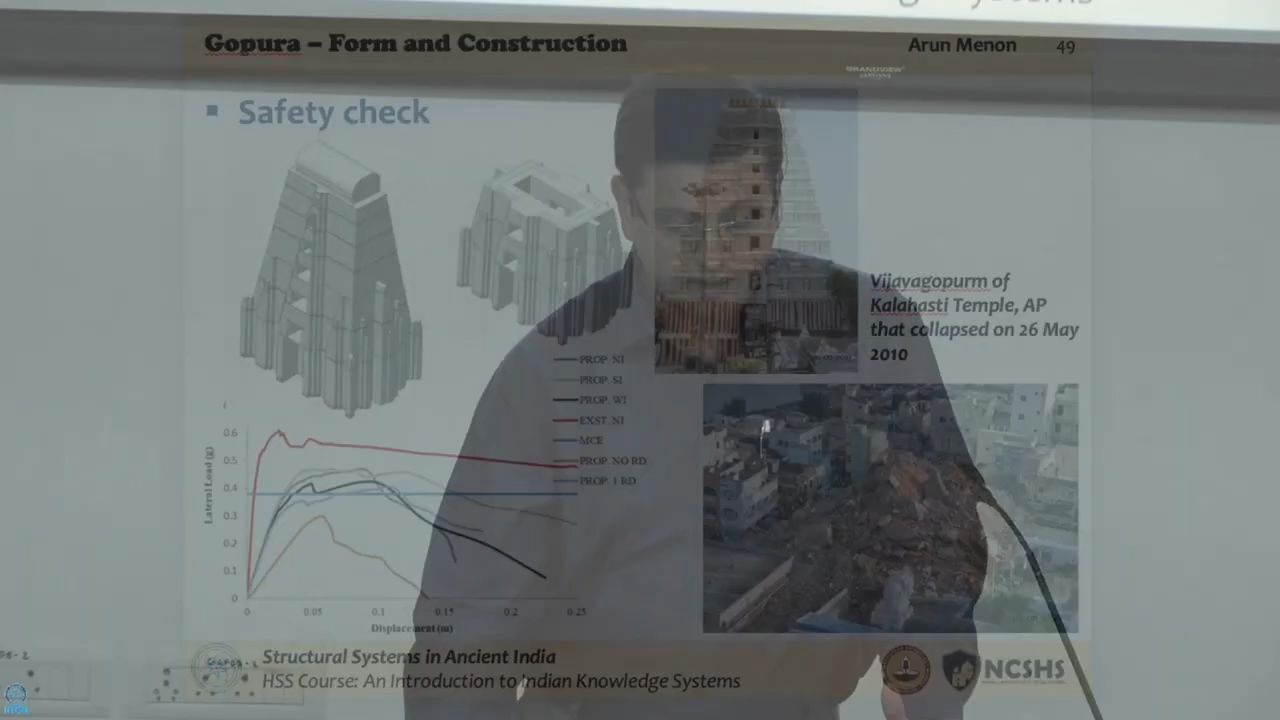 Gopura – Form and Construction
Arun Menon
49
GRANDVIEW
Safety check
Vijayagopurm of
Kalahasti Temple, AP
that collapsed on 26 May
2010
PROP. NI
PROP. SI
PROP. WI
EXST. NI
MCE
PROP. NO RD
PROP. 1 RD
Lateral Load (g)
0.6
0.5
0.4
0.3
0.2
0.1
0
0 0.05 0.1 0.15 0.2 0.25
Displacement (m)
Structural Systems in Ancient India
HSS Course: An Introduction to Indian Knowledge Systems
NCSHS